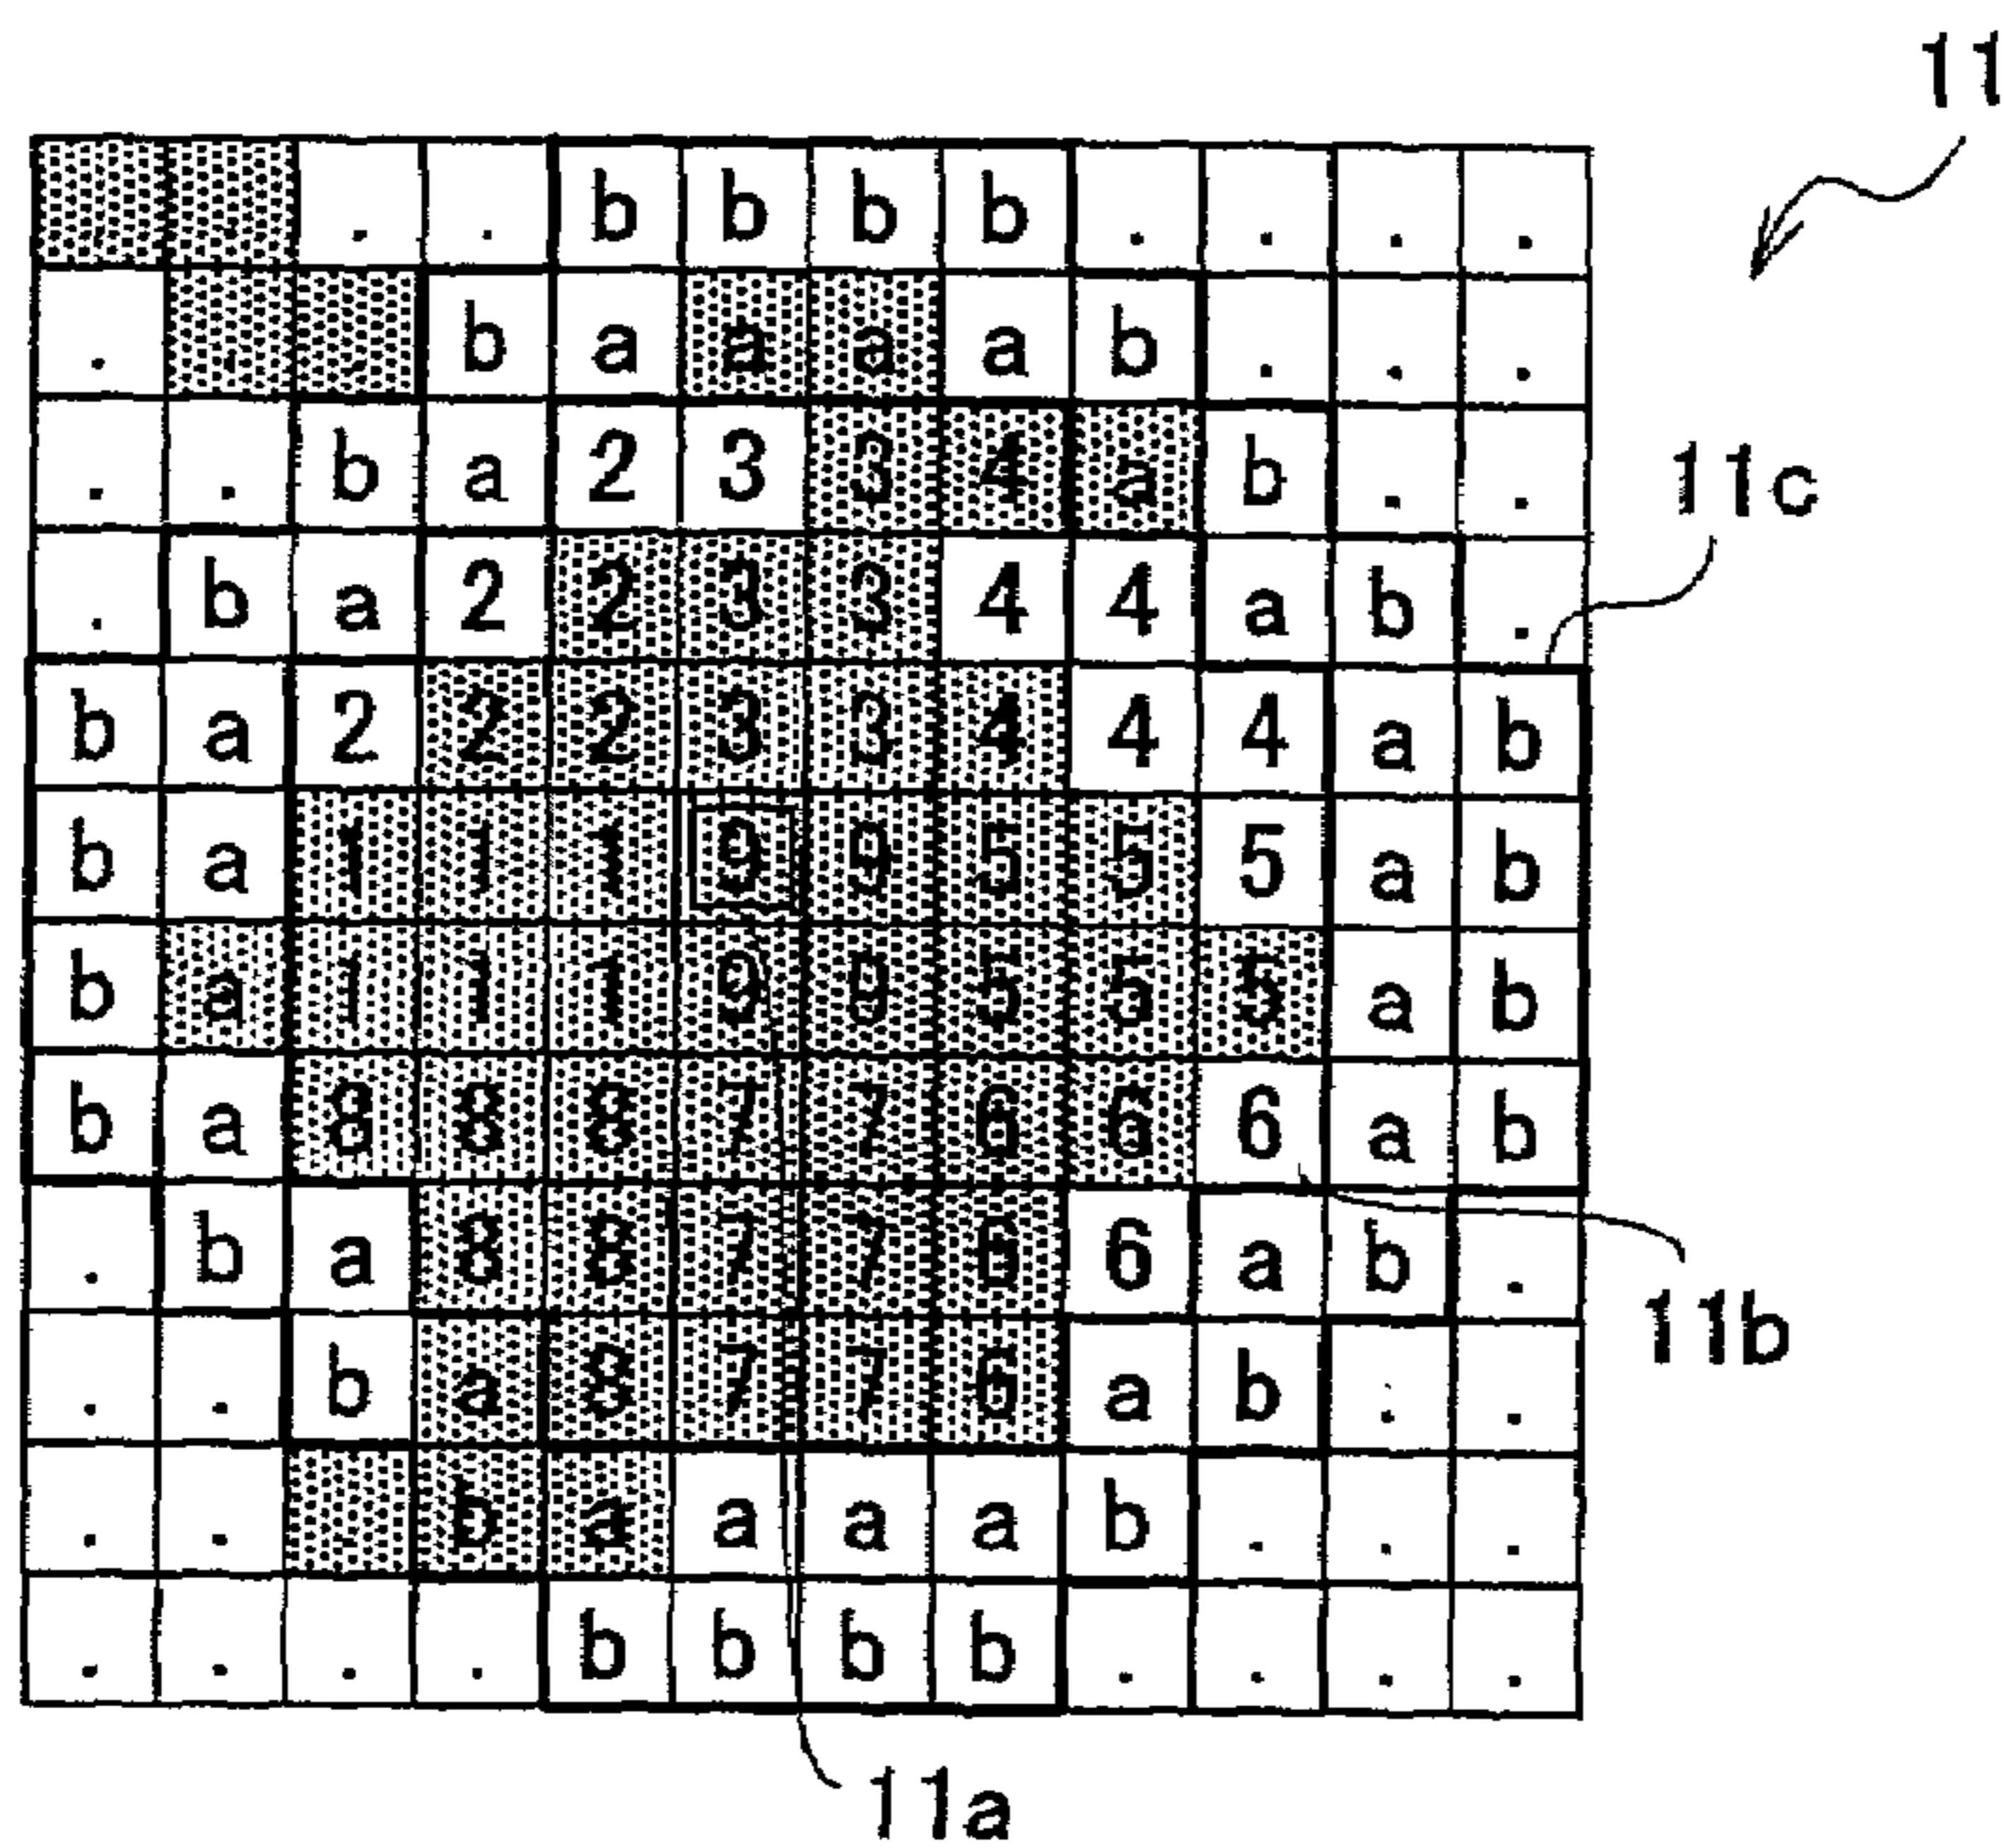 11
. . . . b b b b . . . .
. . . b a a a a b . . .
. . b a 2 3 3 4 a b . .
11c
. b a 2 2 3 3 4 4 a b .
b a 2 2 2 3 3 4 4 4 a b
b a 1 1 1 9 9 5 5 5 a b
b a 1 1 1 9 9 5 5 5 a b
b a 8 8 8 7 7 6 6 6 a b
. b a 8 8 7 7 6 6 a b .
11b
. . b a 8 7 7 6 a b . .
. . . b a a a a b . . .
. . . . b b b b . . . .
11a